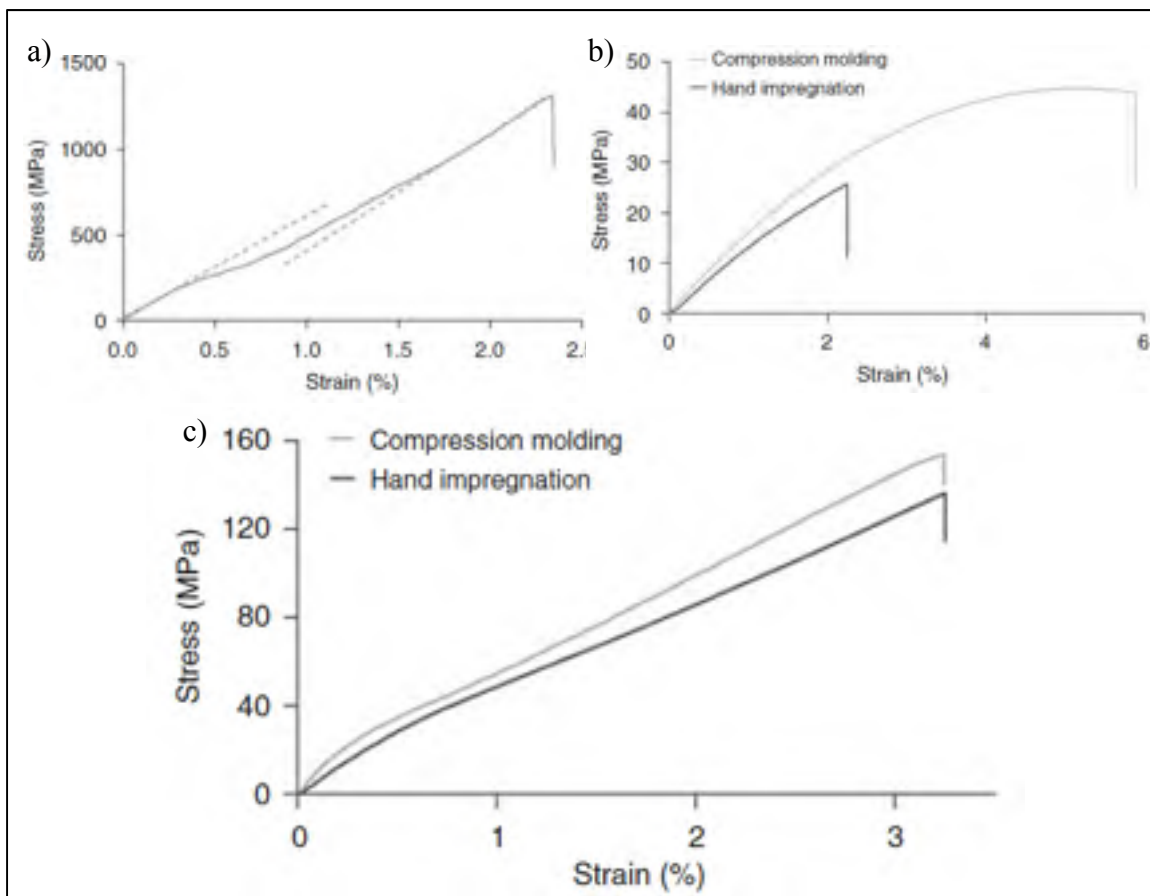 a)
1500
1000
500
0
Stress (MPa)
0.0 0.5 1.0 1.5 2.0 2.5
Strain (%)
b)
Compression molding
Hand impregnation
50
40
30
20
10
0
Stress (MPa)
0 2 4 6
Strain (%)
c)
Compression molding
Hand impregnation
160
120
80
40
0
Stress (MPa)
0 1 2 3
Strain (%)